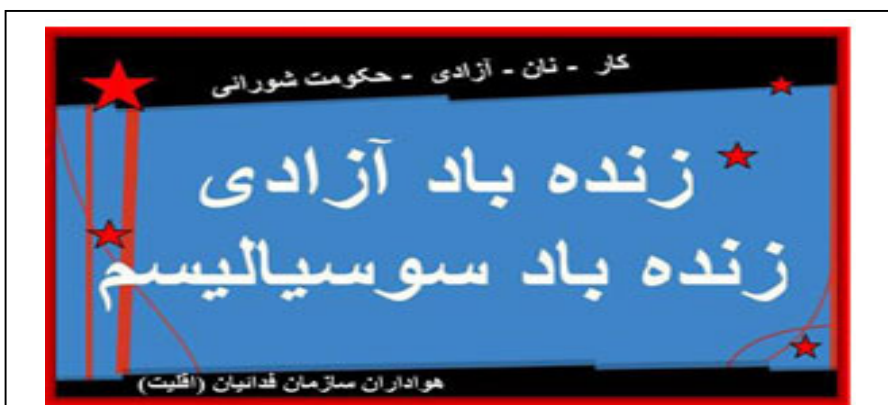 کار - نان - آزادی - حکومت شورائی
زنده باد آزادی
زنده باد سوسیالیسم
هواداران سازمان فدائیان (اقلیت)